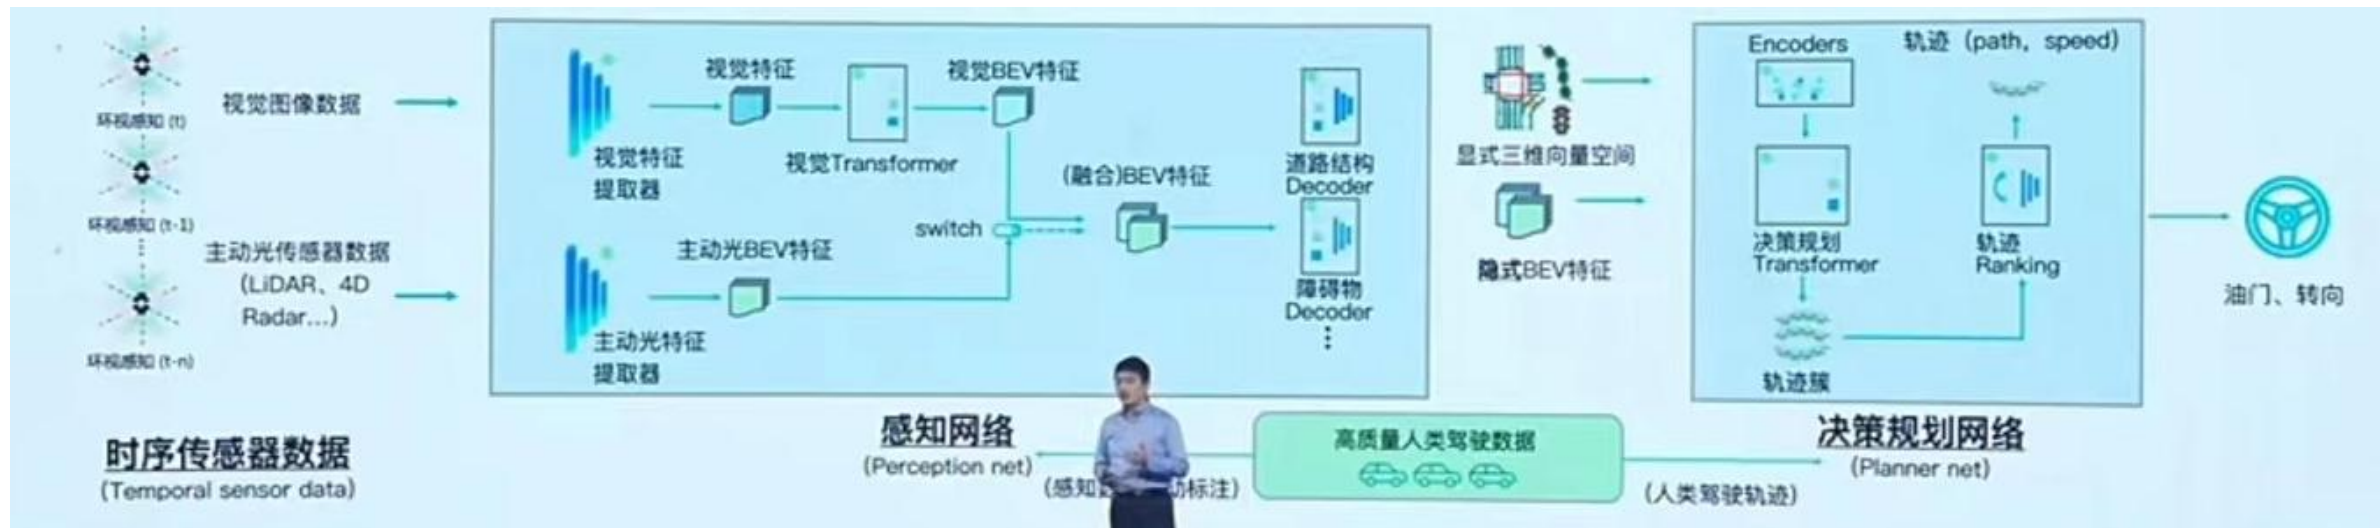 环视感知 (t)
环视感知 (t-1)
环视感知 (t-n)
视觉图像数据
主动光传感器数据
(LiDAR、4D
Radar...)
时序传感器数据
(Temporal sensor data)
视觉特征
提取器
视觉特征
视觉Transformer
视觉BEV特征
主动光特征
提取器
主动光BEV特征
switch
(融合)BEV特征
道路结构
Decoder
障碍物
Decoder
感知网络
(Perception net)
(感知
动标注)
高质量人类驾驶数据
显式三维向量空间
隐式BEV特征
Encoders
决策规划
Transformer
轨迹簇
轨迹 (path, speed)
轨迹
Ranking
决策规划网络
(Planner net)
(人类驾驶轨迹)
油门、转向